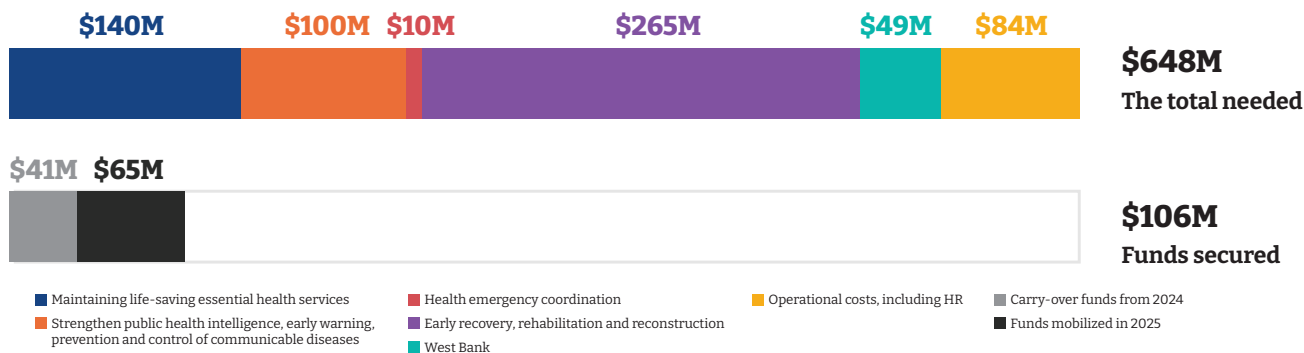 $140M $100M $10M $265M $49M $84M
$648M
The total needed
$41M $65M
$106M
Funds secured
Maintaining life-saving essential health services
Strengthen public health intelligence, early warning,
prevention and control of communicable diseases
Health emergency coordination
Early recovery, rehabilitation and reconstruction
West Bank
Operational costs, including HR
Carry-over funds from 2024
Funds mobilized in 2025